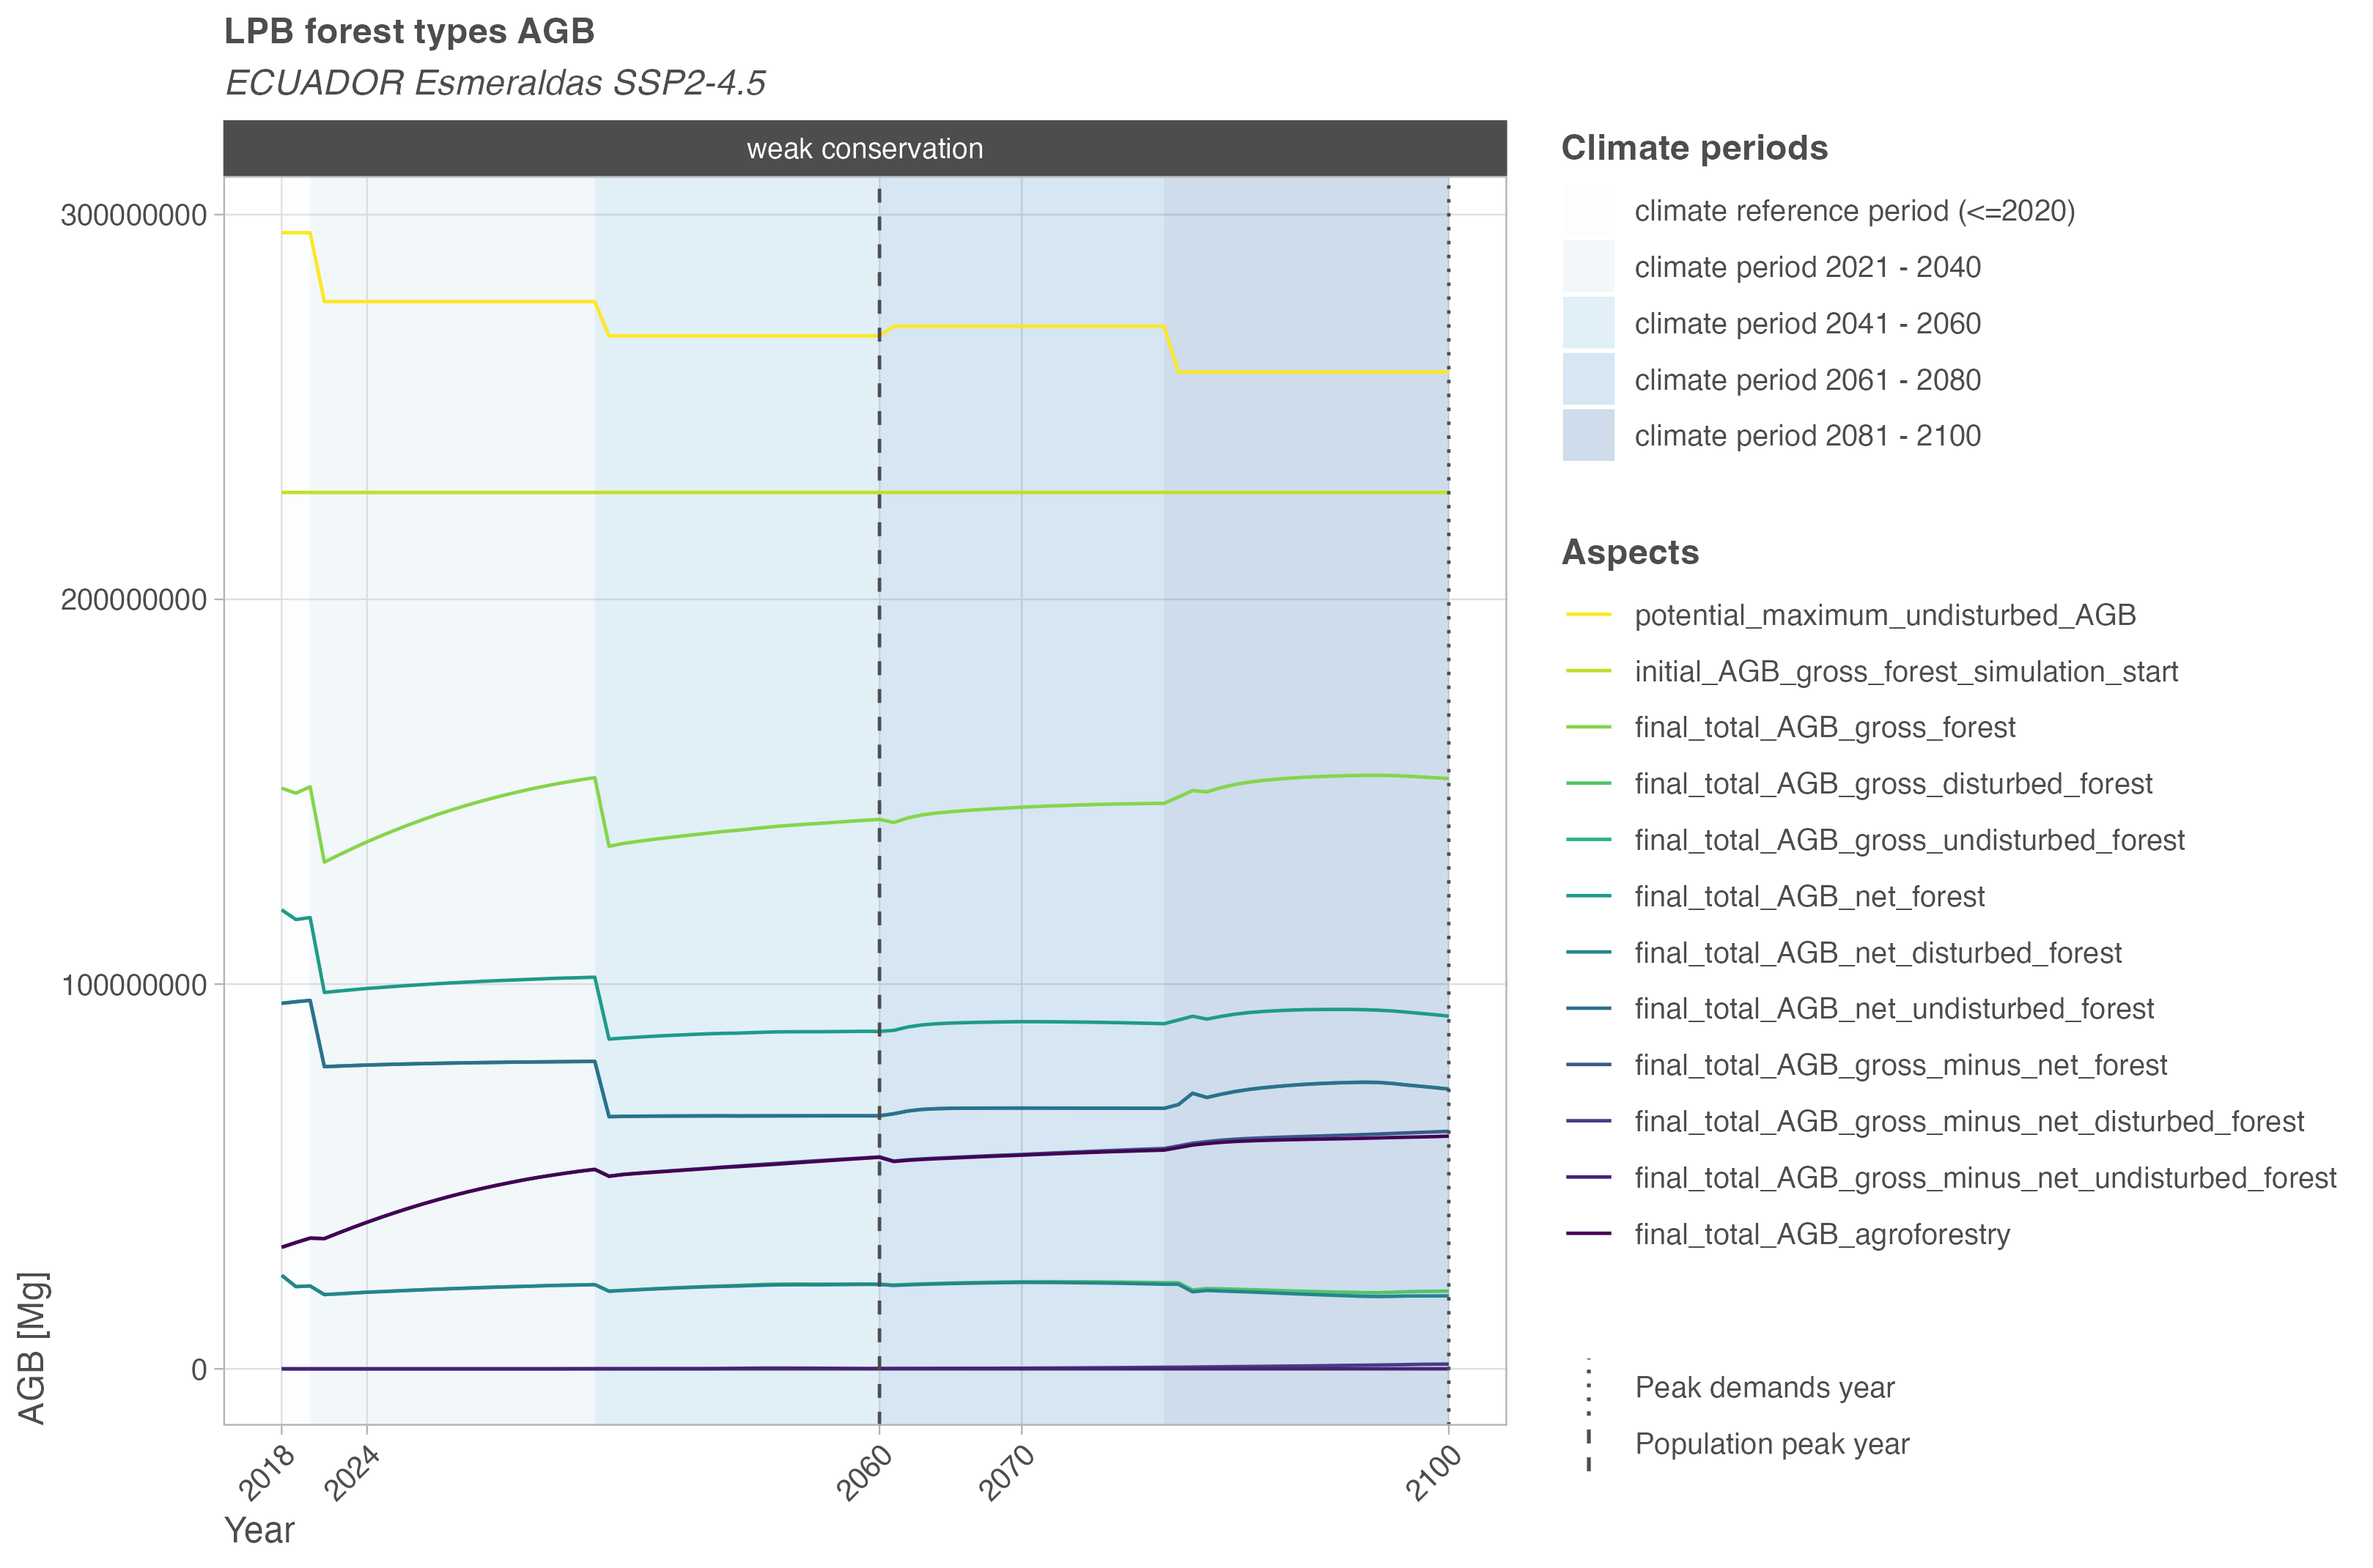 LPB forest types AGB
ECUADOR Esmeraldas SSP2-4.5
weak conservation
300000000
200000000
100000000
0
AGB [Mg]
2018
2024
2060
2070
2100
Year
Climate periods
climate reference period (<=2020)
climate period 2021 - 2040
climate period 2041 - 2060
climate period 2061 - 2080
climate period 2081 - 2100
Aspects
potential_maximum_undisturbed_AGB
initial_AGB_gross_forest_simulation_start
final_total_AGB_gross_forest
final_total_AGB_gross_disturbed_forest
final_total_AGB_gross_undisturbed_forest
final_total_AGB_net_forest
final_total_AGB_net_disturbed_forest
final_total_AGB_net_undisturbed_forest
final_total_AGB_gross_minus_net_forest
final_total_AGB_gross_minus_net_disturbed_forest
final_total_AGB_gross_minus_net_undisturbed_forest
final_total_AGB_agroforestry
Peak demands year
Population peak year